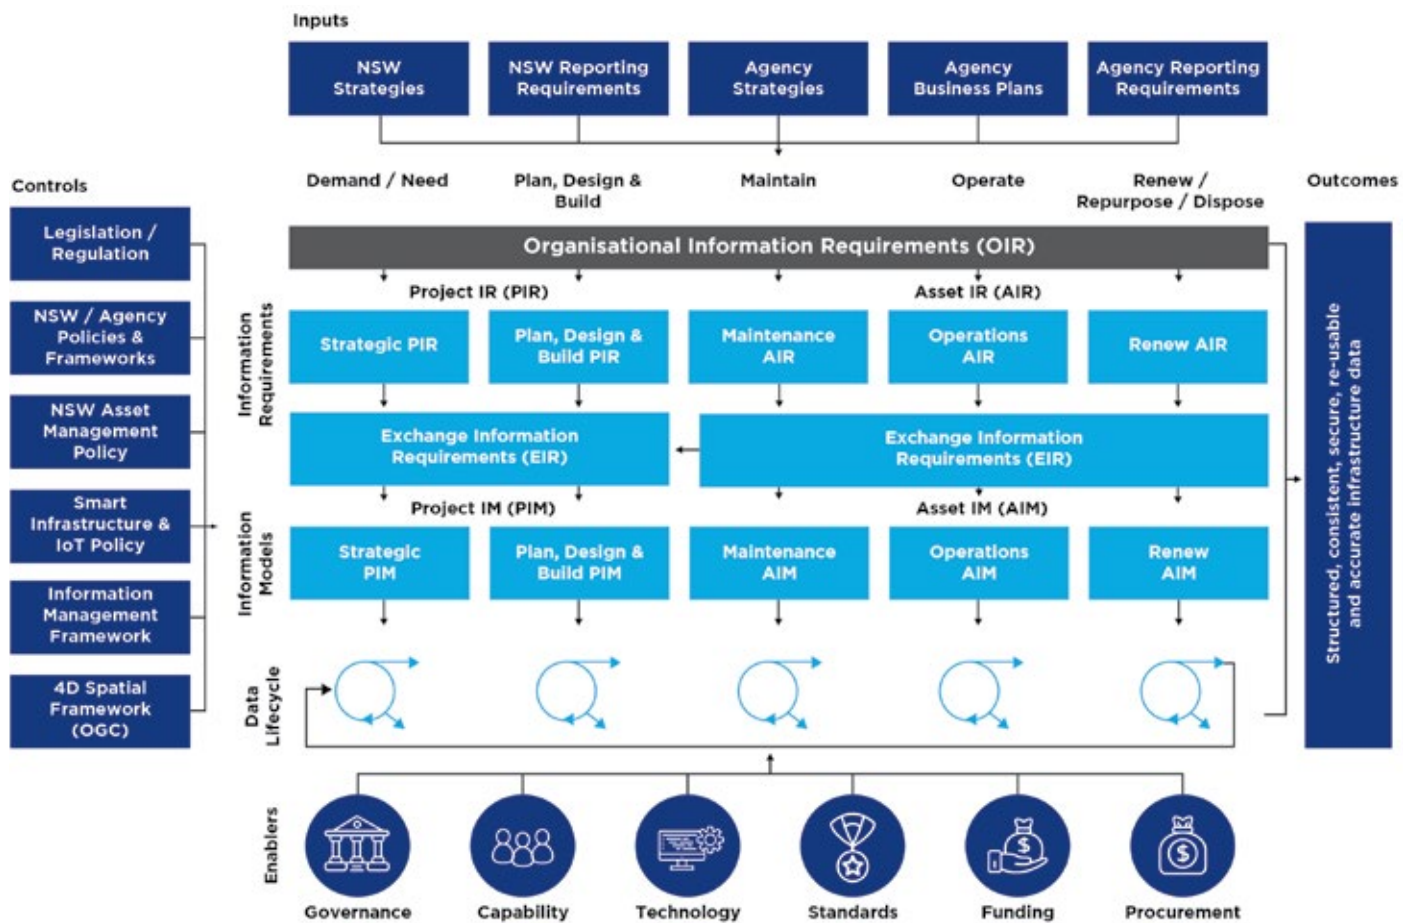 Inputs
NSW
Strategies
NSW Reporting
Requirements
Agency
Strategies
Agency
Business Plans
Agency Reporting
Requirements
Demand / Need
Plan, Design &
Build
Maintain
Operate
Renew /
Repurpose / Dispose
Controls
Legislation /
Regulation
NSW / Agency
Policies &
Frameworks
NSW Asset
Management
Policy
Smart
Infrastructure &
IoT Policy
Information
Management
Framework
4D Spatial
Framework
(OGC)
Organisational Information Requirements (OIR)
Information
Requirements
Project IR (PIR)
Asset IR (AIR)
Strategic PIR
Plan, Design &
Build PIR
Maintenance
AIR
Operations
AIR
Renew AIR
Exchange Information
Requirements (EIR)
Exchange Information
Requirements (EIR)
Information
Models
Project IM (PIM)
Asset IM (AIM)
Strategic
PIM
Plan, Design &
Build PIM
Maintenance
AIM
Operations
AIM
Renew
AIM
Data
Lifecycle
Enablers
$
$
Governance
Capability
Technology
Standards
Funding
Procurement
Outcomes
Structured, consistent, secure, re-usable
and accurate infrastructure data